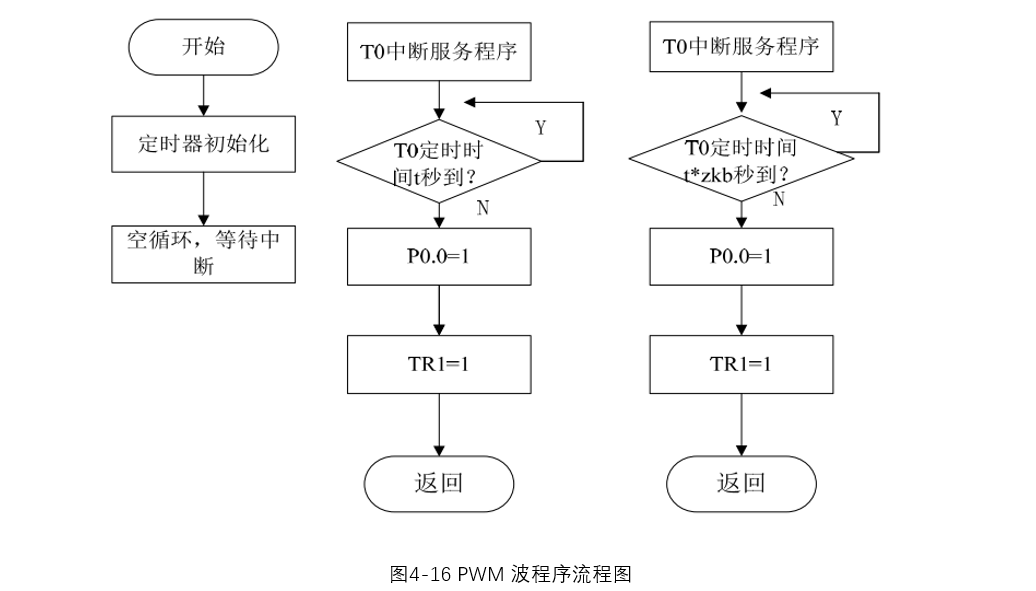 开始
定时器初始化
空循环，等待中
断
T0中断服务程序
T0定时时
间t秒到？
Y
N
P0.0=1
TR1=1
返回
T0中断服务程序
T0定时时间
t*zkb秒到？
Y
N
P0.0=1
TR1=1
返回
图4-16 PWM 波程序流程图